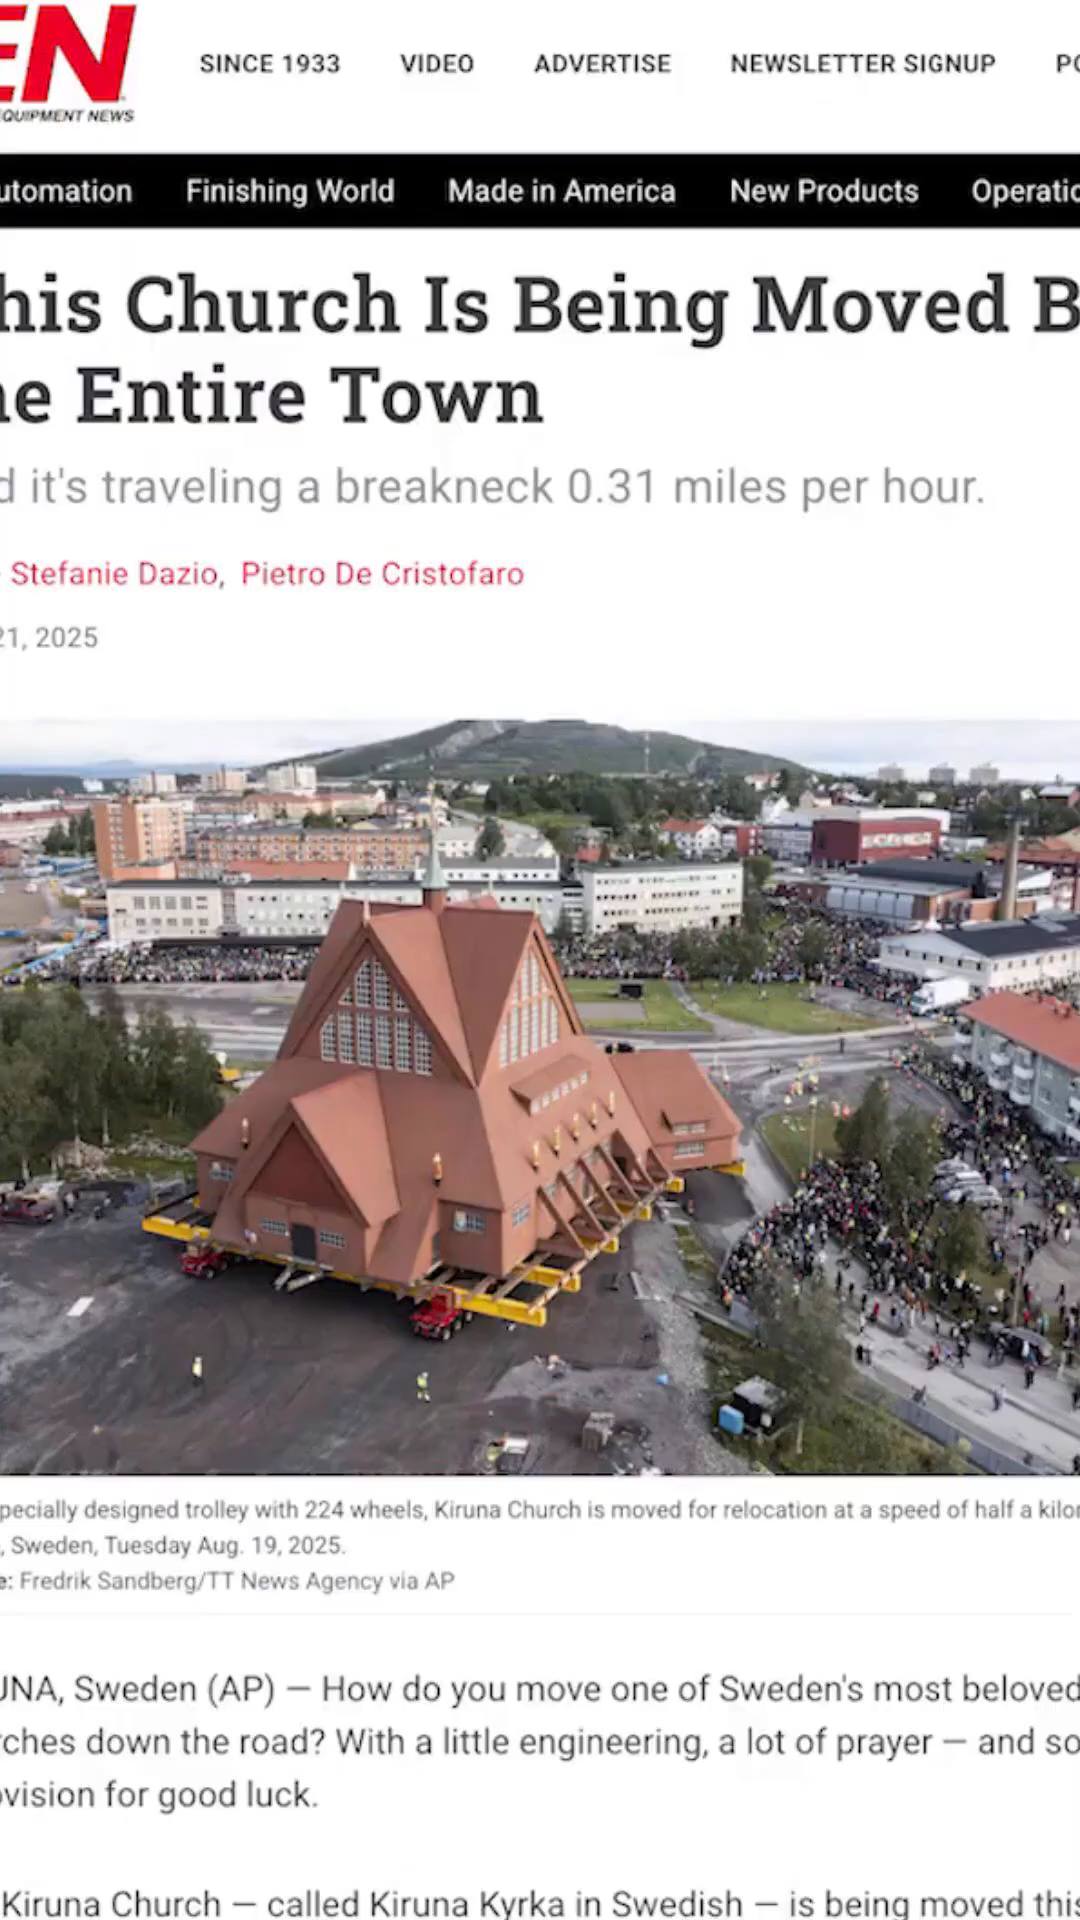 EN
EQUIPMENT NEWS
SINCE 1933 VIDEO ADVERTISE NEWSLETTER SIGNUP
utomation Finishing World Made in America New Products Operatio
his Church Is Being Moved B
ne Entire Town
d it's traveling a breakneck 0.31 miles per hour.
Stefanie Dazio, Pietro De Cristofaro
21, 2025
pecially designed trolley with 224 wheels, Kiruna Church is moved for relocation at a speed of half a kilo
, Sweden, Tuesday Aug. 19, 2025.
e: Fredrik Sandberg/TT News Agency via AP
UNA, Sweden (AP) — How do you move one of Sweden's most beloved
rches down the road? With a little engineering, a lot of prayer — and so
ovision for good luck.
Kiruna Church — called Kiruna Kyrka in Swedish — is being moved this